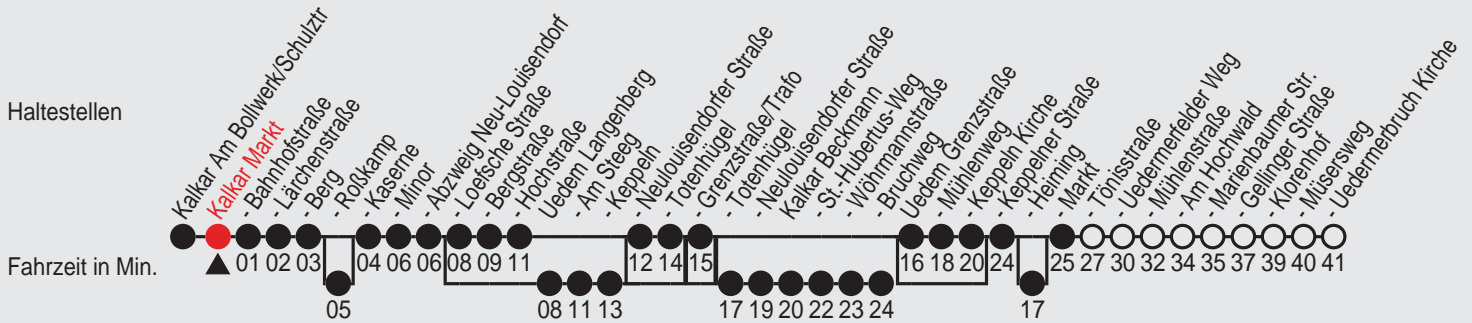 Haltestellen
Kalkar Am Bollwerk/Schulztr
Kalkar Markt
- Bahnhofstraße
- Lärchenstraße
- Berg
- Roßkamp
- Kaserne
- Minor
- Abzweig Neu-Louisendorf
- Loefsche Straße
- Bergstraße
- Hochstraße
Uedem Langenberg
- Am Steeg
- Keppeln
- Neulouisendorfer Straße
- Totenhügel
- Grenzstraße/Trafo
- Totenhügel
- Neulouisendorfer Straße
Kalkar Beckmann
- St.-Hubertus-Weg
- Wöhrmannstraße
- Bruchweg
Uedem Grenzstraße
- Mühlenweg
- Keppeln Kirche
- Keppelner Straße
- Heiming
- Markt
- Tönisstraße
- Uedemerfelder Weg
- Mühlenstraße
- Am Hochwald
- Marienbaumer Str.
- Gellinger Straße
- Klorenhof
- Müsersweg
- Uedemerbruch Kirche
Fahrzeit in Min.
01 02 03 04 06 06 08 09 11 12 14 15 16 18 20 24 25 27 30 32 34 35 37 39 40 41
05 08 11 13 17 19 20 22 23 24 17